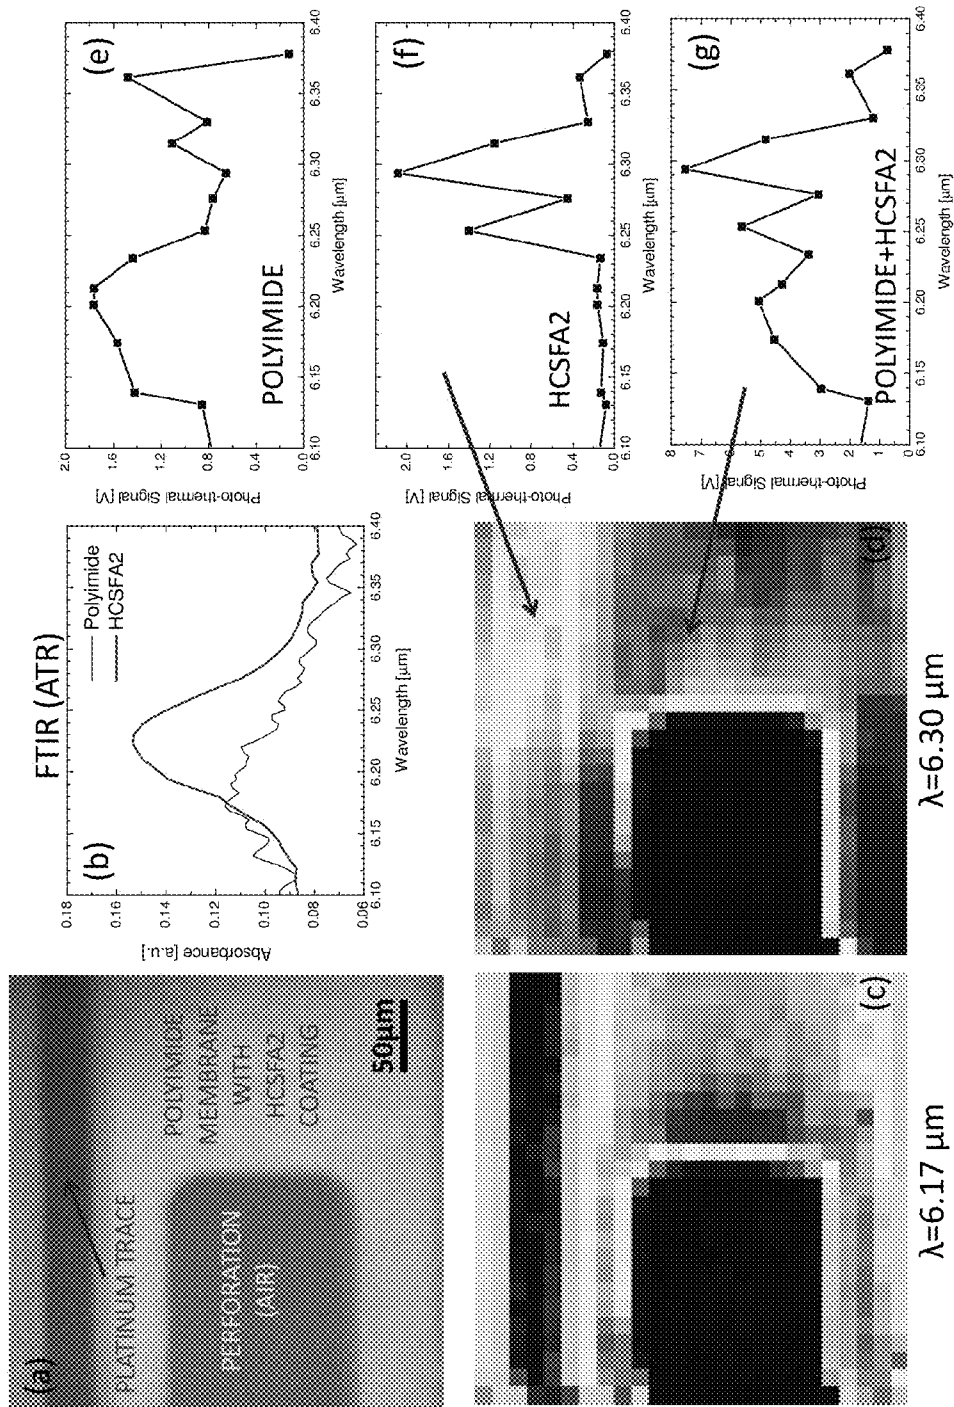 (a)
PLATINUM TRACE
PERFORATION
(AIR)
POLYIMIDE
MEMBRANE
WITH
HCSFA2
COATING
50µm
FTIR (ATR)
(b)
Polyimide
HCSFA2
0.18
0.16
0.14
0.12
0.10
0.08
0.06
Absorbance [a.u.]
6.10
6.15
6.20
6.25
6.30
6.35
6.40
Wavelength [µm]
(c)
λ=6.17 µm
(d)
λ=6.30 µm
(e)
POLYIMIDE
2.0
1.6
1.2
0.8
0.4
0.0
Photo-thermal Signal [V]
6.10
6.15
6.20
6.25
6.30
6.35
6.40
Wavelength [µm]
(f)
HCSFA2
2.0
1.6
1.2
0.8
0.4
0.0
Photo-thermal Signal [V]
6.10
6.15
6.20
6.25
6.30
6.35
6.40
Wavelength [µm]
(g)
POLYIMIDE+HCSFA2
8
7
6
5
4
3
2
1
0
Photo-thermal Signal [V]
6.10
6.15
6.20
6.25
6.30
6.35
6.40
Wavelength [µm]